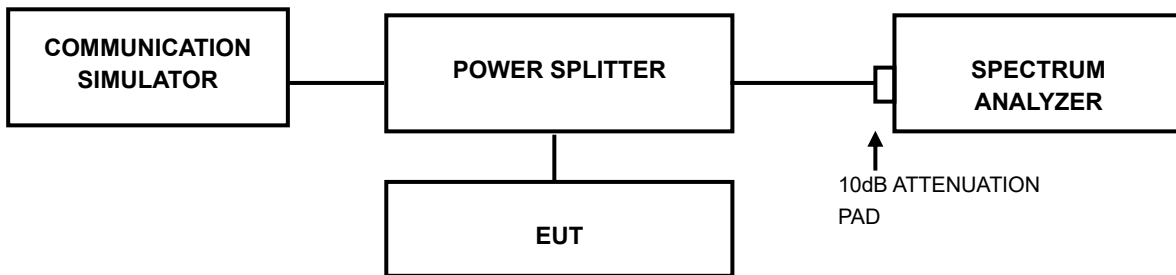 COMMUNICATION
SIMULATOR
POWER SPLITTER
SPECTRUM
ANALYZER
10dB ATTENUATION
PAD
EUT